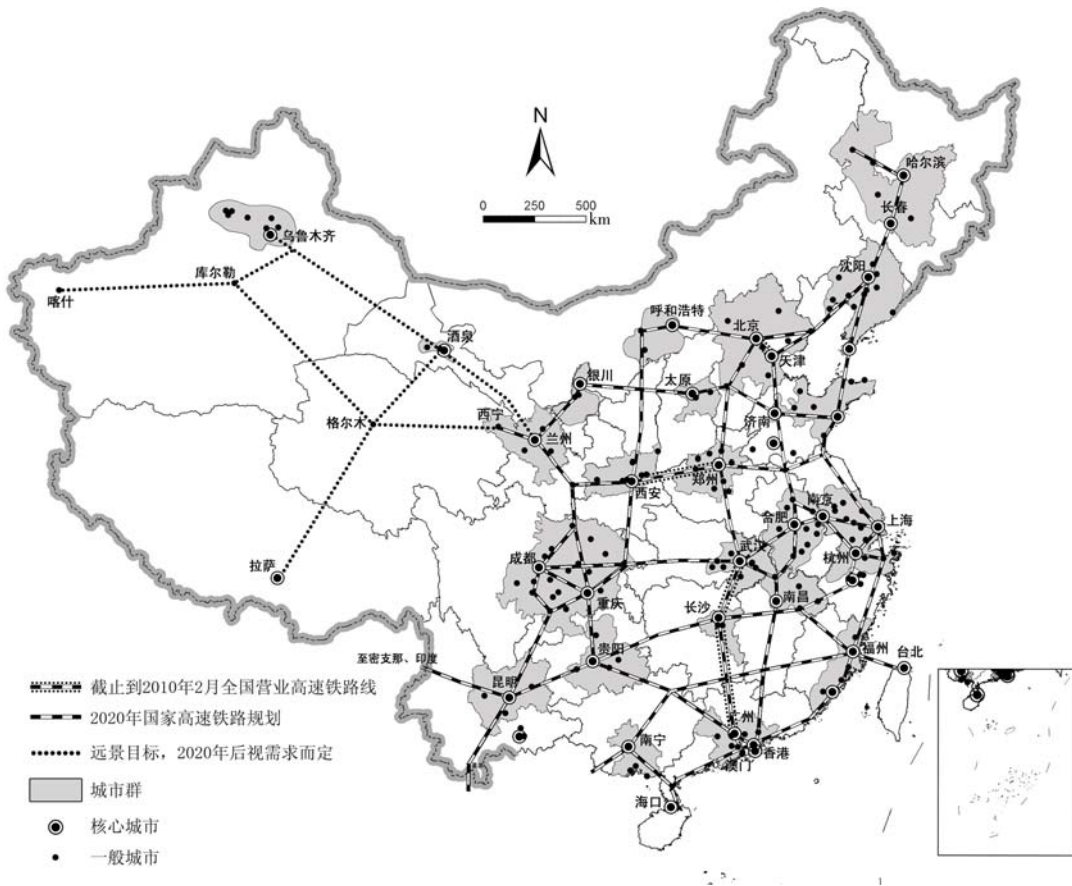 N
0 250 500
km
哈尔滨
长春
乌鲁木齐
沈阳
库尔勒
喀什
呼和浩特
北京
酒泉
天津
银川
太原
西宁
格尔木
济南
兰州
郑州
西安
南京
合肥
上海
武汉
成都
杭州
拉萨
重庆
南昌
长沙
贵阳
福州
台北
至密支那、印度
昆明
广州
南宁
香港
澳门
海口
截止到2010年2月全国营业高速铁路线
2020年国家高速铁路规划
远景目标，2020年后视需求而定
城市群
核心城市
一般城市